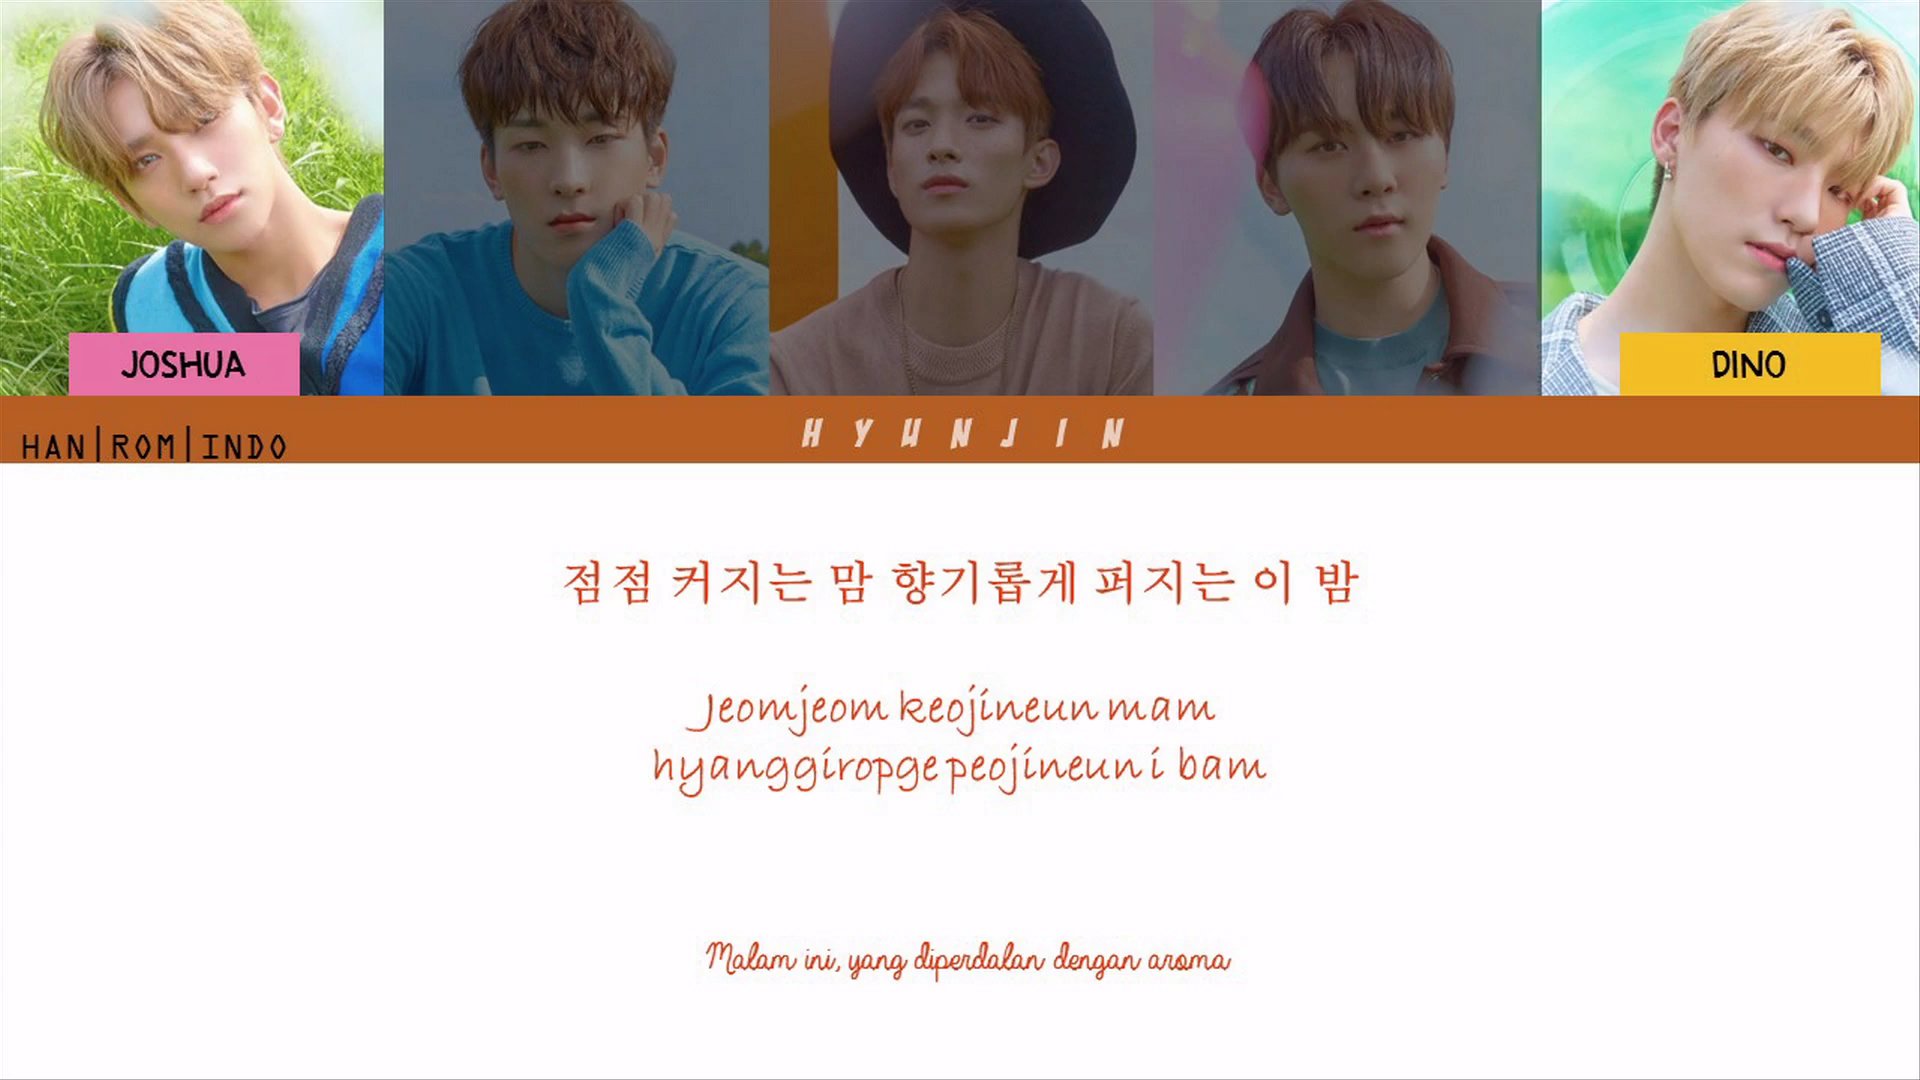 JOSHUA
DINO
HAN|ROM|INDO
HYUNJIN
점점 커지는 맘 향기롭게 퍼지는 이 밤
Jeomjeom keojineun mam
hyanggiropge peojineun i bam
Malam ini, yang diperdalan dengan aroma